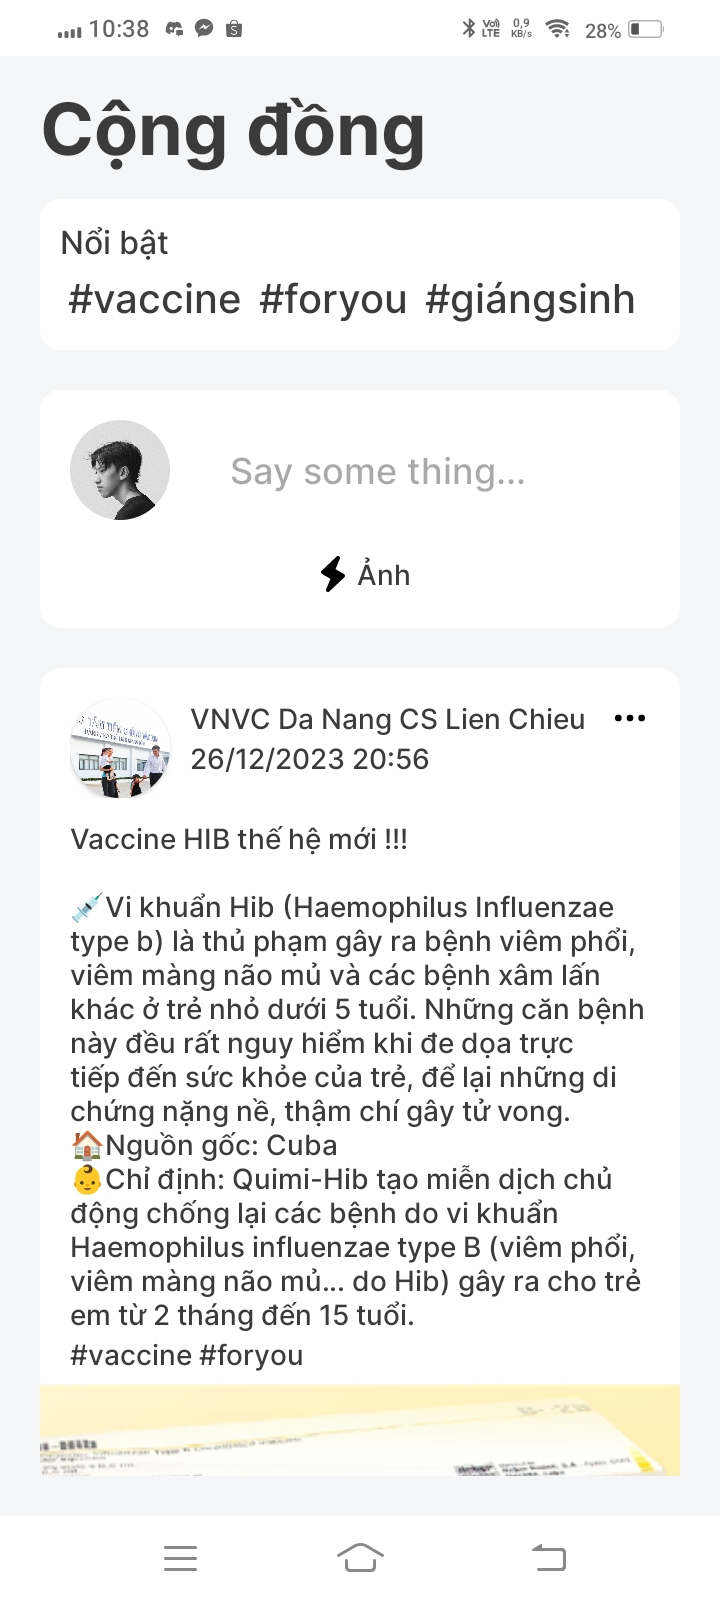 10:38
Vo) LTE 0,9 KB/s 28%
Cộng đồng
Nổi bật
#vaccine #foryou #giángsinh
Say some thing...
Ảnh
VNVC Da Nang CS Lien Chieu
26/12/2023 20:56
Vaccine HIB thế hệ mới !!!
💉Vi khuẩn Hib (Haemophilus Influenzae
type b) là thủ phạm gây ra bệnh viêm phổi,
viêm màng não mủ và các bệnh xâm lấn
khác ở trẻ nhỏ dưới 5 tuổi. Những căn bệnh
này đều rất nguy hiểm khi đe dọa trực
tiếp đến sức khỏe của trẻ, để lại những di
chứng nặng nề, thậm chí gây tử vong.
🏠Nguồn gốc: Cuba
👶Chỉ định: Quimi-Hib tạo miễn dịch chủ
động chống lại các bệnh do vi khuẩn
Haemophilus influenzae type B (viêm phổi,
viêm màng não mủ... do Hib) gây ra cho trẻ
em từ 2 tháng đến 15 tuổi.
#vaccine #foryou